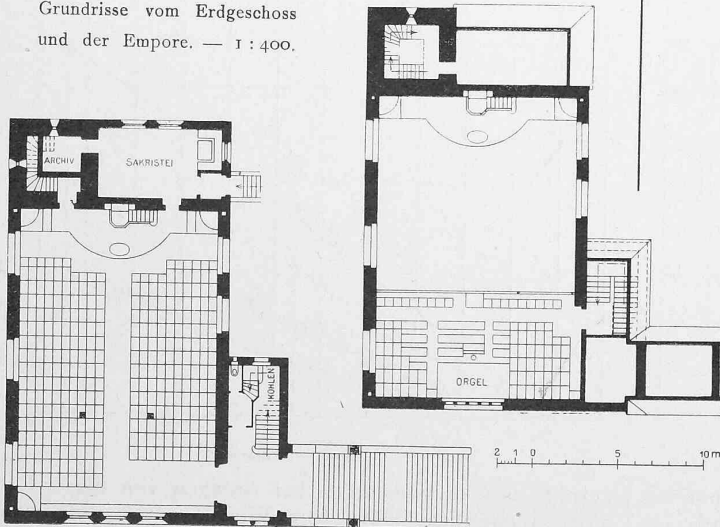 Grundrisse vom Erdgeschoss
und der Empore. — 1 : 400.
ARCHIV
SAKRISTEI
KOHLEN
ORGEL
2 1 0 5 10 m